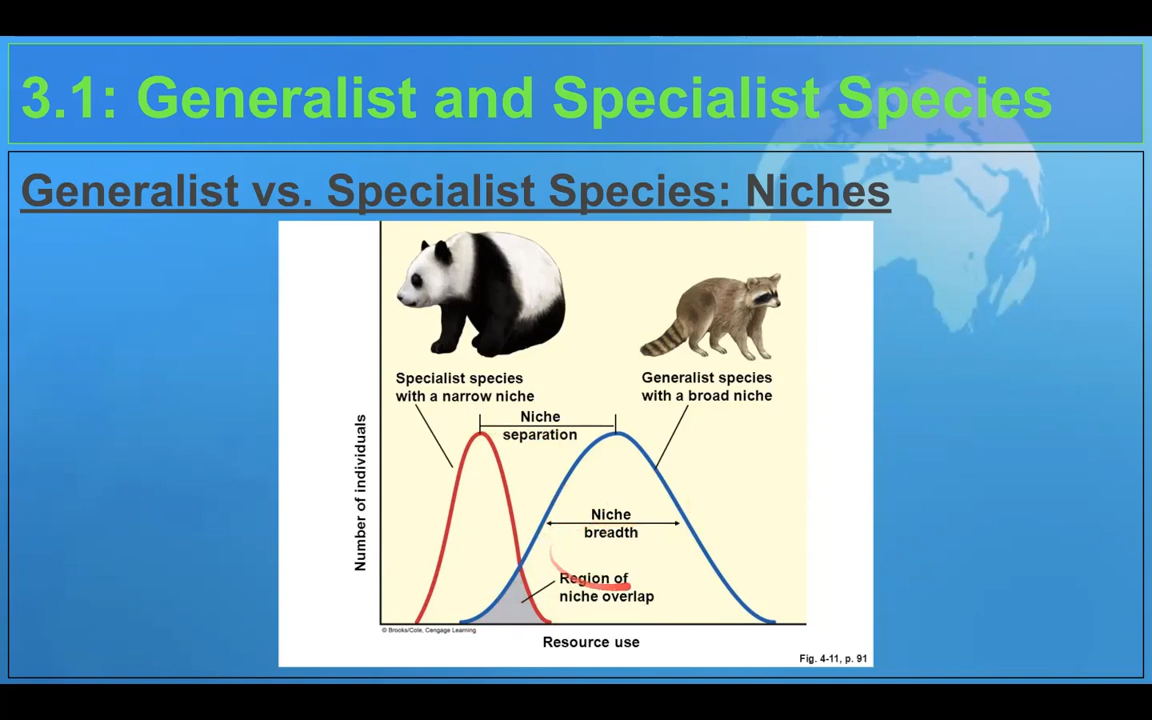 3.1: Generalist and Specialist Species
Generalist vs. Specialist Species: Niches
Specialist species
with a narrow niche
Generalist species
with a broad niche
Niche
separation
Number of individuals
Niche
breadth
Region of
niche overlap
© Brooks/Cole, Cengage Learning
Resource use
Fig. 4-11, p. 91